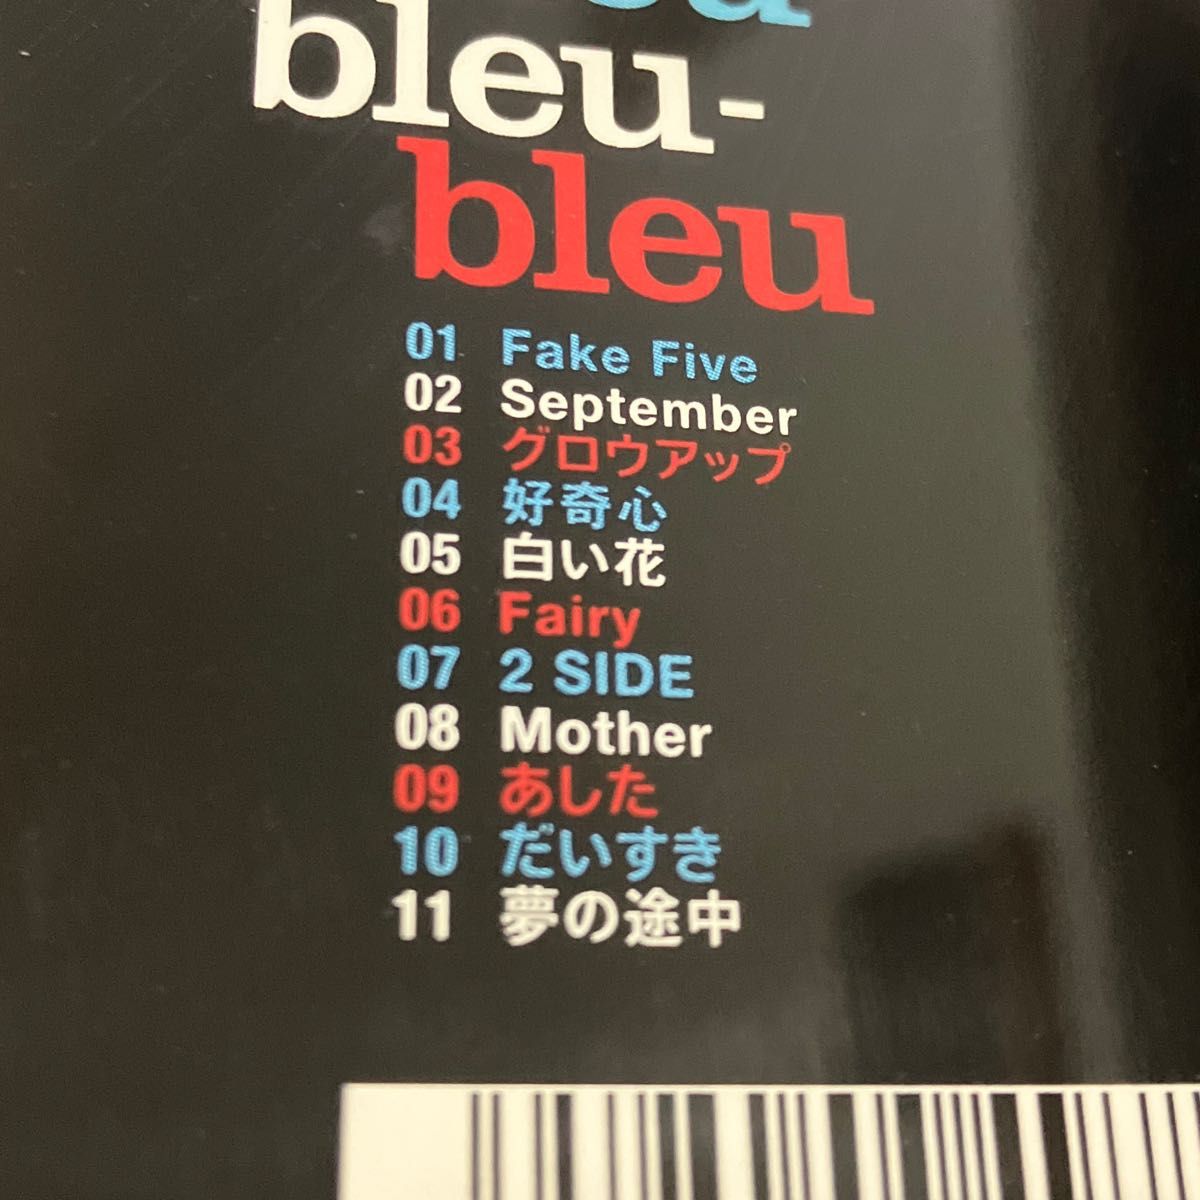 bleu-
bleu
01 Fake Five
02 September
03 グロウアップ
04 好奇心
05 白い花
06 Fairy
07 2 SIDE
08 Mother
09 あした
10 だいすき
11 夢の途中